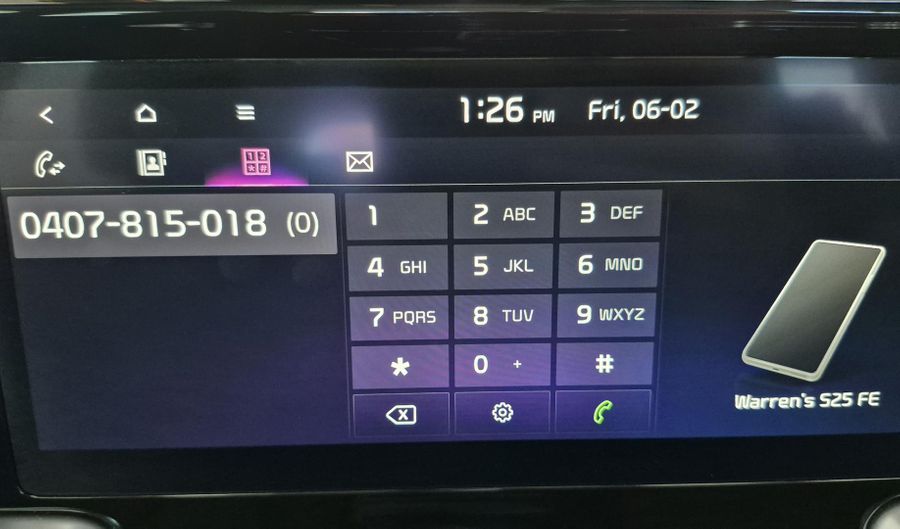 1:26 PM Fri, 06-02
0407-815-018 (0)
1
2 ABC
3 DEF
4 GHI
5 JKL
6 MNO
7 PQRS
8 TUV
9 WXYZ
*
0 +
#
Warren's S25 FE